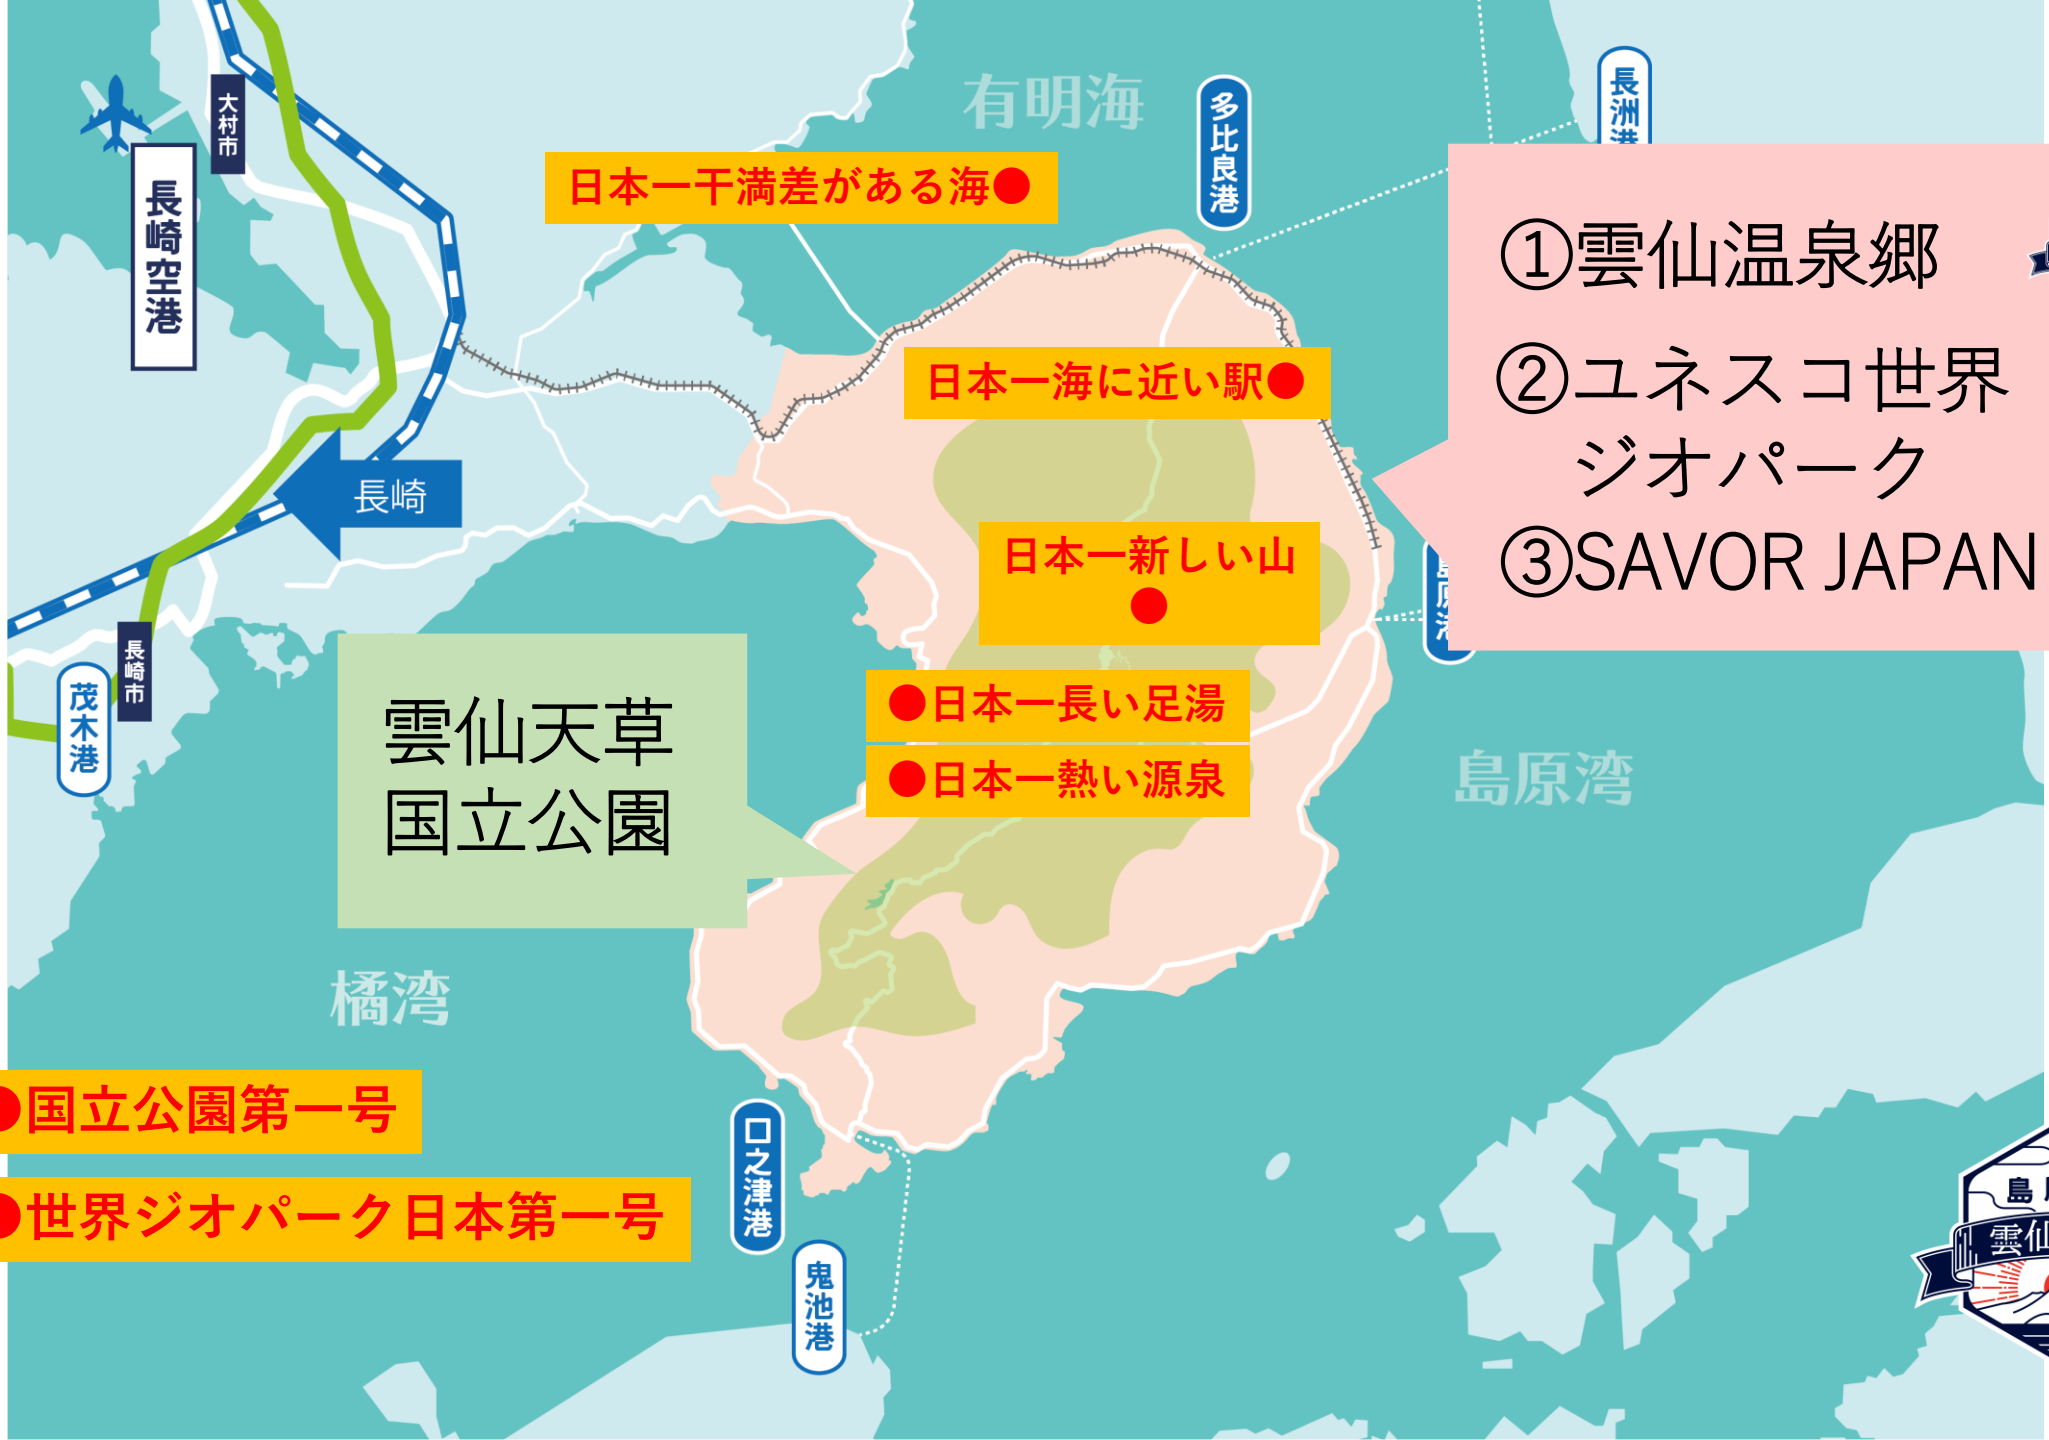 有明海
長洲港
多比良港
大村市
長崎空港
日本一干満差がある海●
①雲仙温泉郷
②ユネスコ世界
ジオパーク
③SAVOR JAPAN
日本一海に近い駅●
長崎
日本一新しい山
●
島原港
長崎市
茂木港
●日本一長い足湯
●日本一熱い源泉
雲仙天草
国立公園
島原湾
橘湾
●国立公園第一号
●世界ジオパーク日本第一号
口之津港
鬼池港
島
雲仙